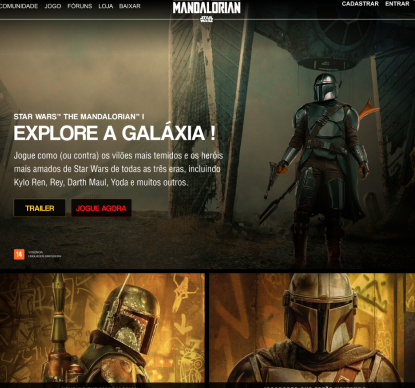 COMUNIDADE JOGO FÓRUNS LOJA BAIXAR
MANDALORIAN
STAR WARS
CADASTRAR ENTRAR
STAR WARS™ THE MANDALORIAN™ I
EXPLORE A GALÁXIA !
Jogue como (ou contra) os vilões mais temidos e os heróis
mais amados de Star Wars de todas as três eras, incluindo
Kylo Ren, Rey, Darth Maul, Yoda e muitos outros.
TRAILER JOGUE AGORA
14